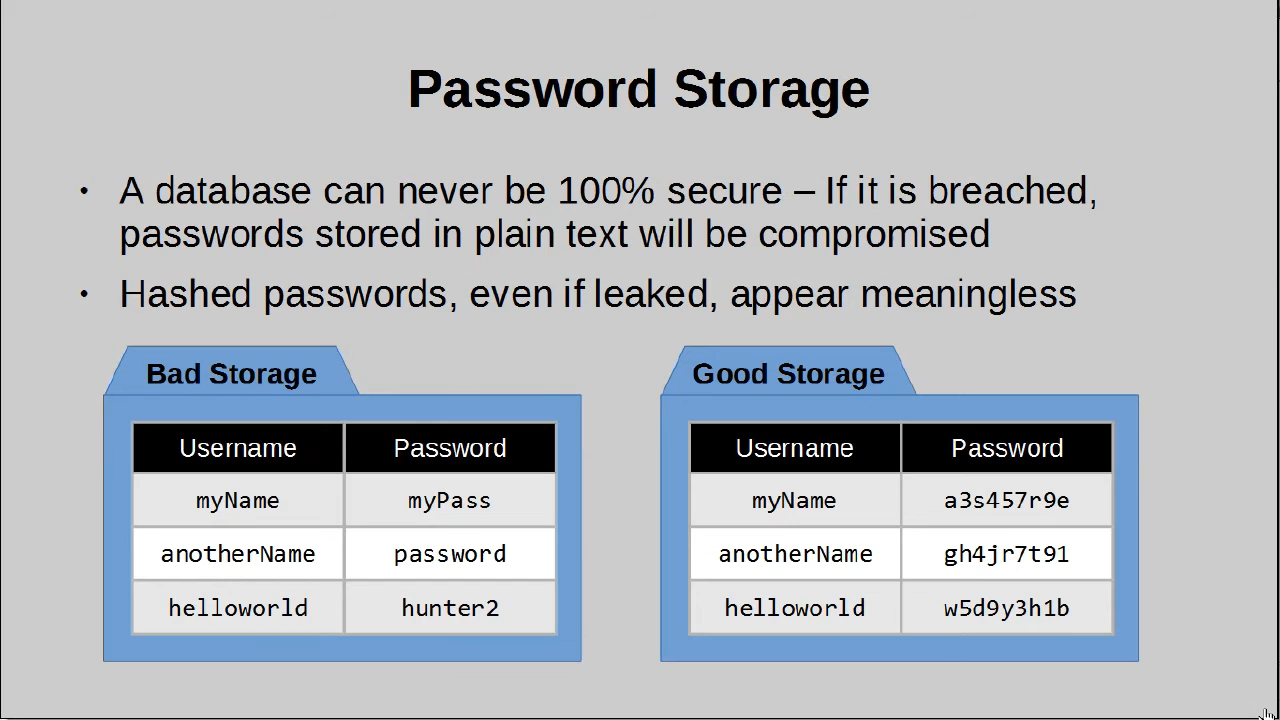 Password Storage
• A database can never be 100% secure – If it is breached,
passwords stored in plain text will be compromised
• Hashed passwords, even if leaked, appear meaningless
Bad Storage
Username Password
myName myPass
anotherName password
helloworld hunter2
Good Storage
Username Password
myName a3s457r9e
anotherName gh4jr7t91
helloworld w5d9y3h1b